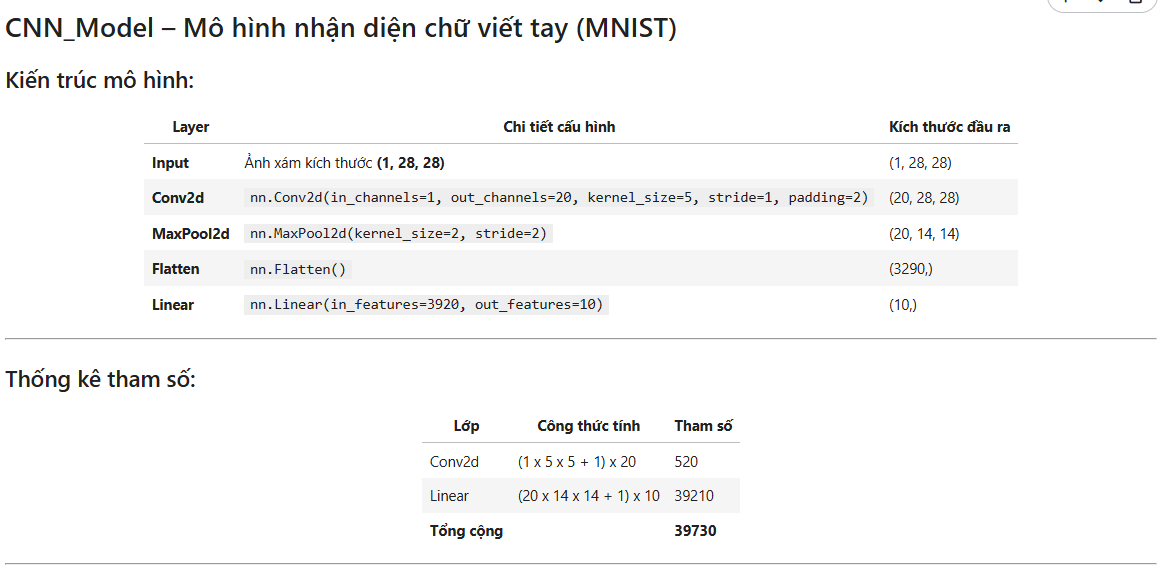 CNN_Model – Mô hình nhận diện chữ viết tay (MNIST)
Kiến trúc mô hình:
Layer Chi tiết cấu hình Kích thước đầu ra
Input Ảnh xám kích thước (1, 28, 28) (1, 28, 28)
Conv2d nn.Conv2d(in_channels=1, out_channels=20, kernel_size=5, stride=1, padding=2) (20, 28, 28)
MaxPool2d nn.MaxPool2d(kernel_size=2, stride=2) (20, 14, 14)
Flatten nn.Flatten() (3290,)
Linear nn.Linear(in_features=3920, out_features=10) (10,)
Thống kê tham số:
Lớp Công thức tính Tham số
Conv2d (1 x 5 x 5 + 1) x 20 520
Linear (20 x 14 x 14 + 1) x 10 39210
Tổng cộng 39730